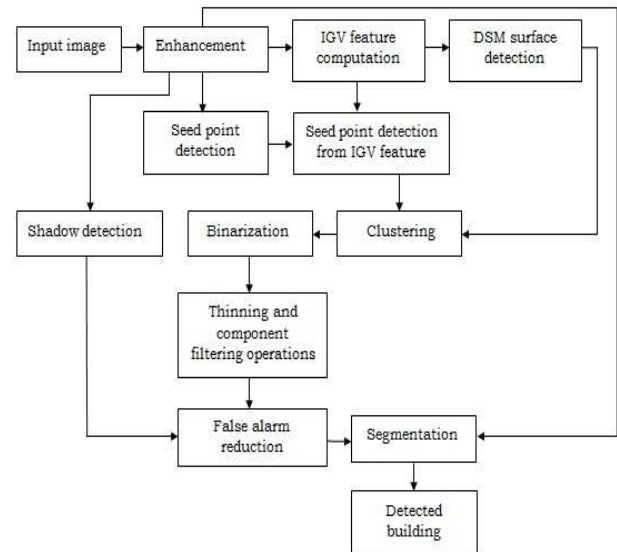 Input image
Enhancement
IGV feature
computation
DSM surface
detection
Seed point
detection
Seed point detection
from IGV feature
Shadow detection
Binarization
Clustering
Thinning and
component
filtering operations
False alarm
reduction
Segmentation
Detected
building